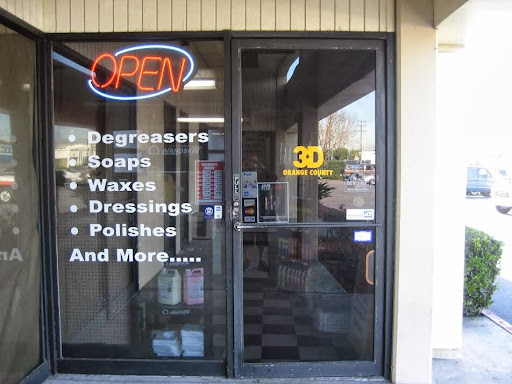 OPEN
• Degreasers
• Soaps
• Waxes
• Dressings
• Polishes
And More.....
3D
ORANGE COUNTY